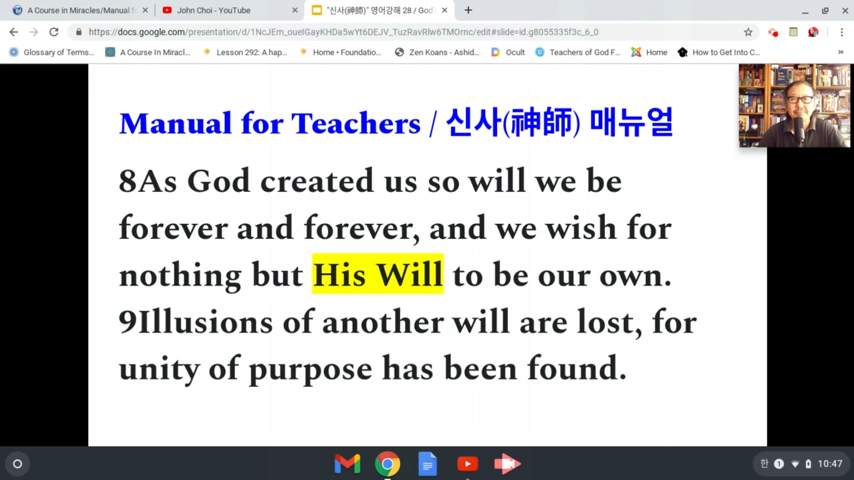 A Course in Miracles/Manual f
John Choi - YouTube
"신사(神師)" 영어강해 28 / God
https://docs.google.com/presentation/d/1NcJEm_oueIGayKHDa5wYt6DEJV_TuzRavRlw6TMOrnc/edit#slide=id.g8055335f3c_6_0
Glossary of Terms...
A Course In Miracl...
Lesson 292: A hap...
Home • Foundatio...
Zen Koans - Ashid...
Ocult
Teachers of God F...
Home
How to Get Into C...
»
Manual for Teachers / 신사(神師) 매뉴얼
8As God created us so will we be
forever and forever, and we wish for
nothing but His Will to be our own.
9Illusions of another will are lost, for
unity of purpose has been found.
한
1
10:47